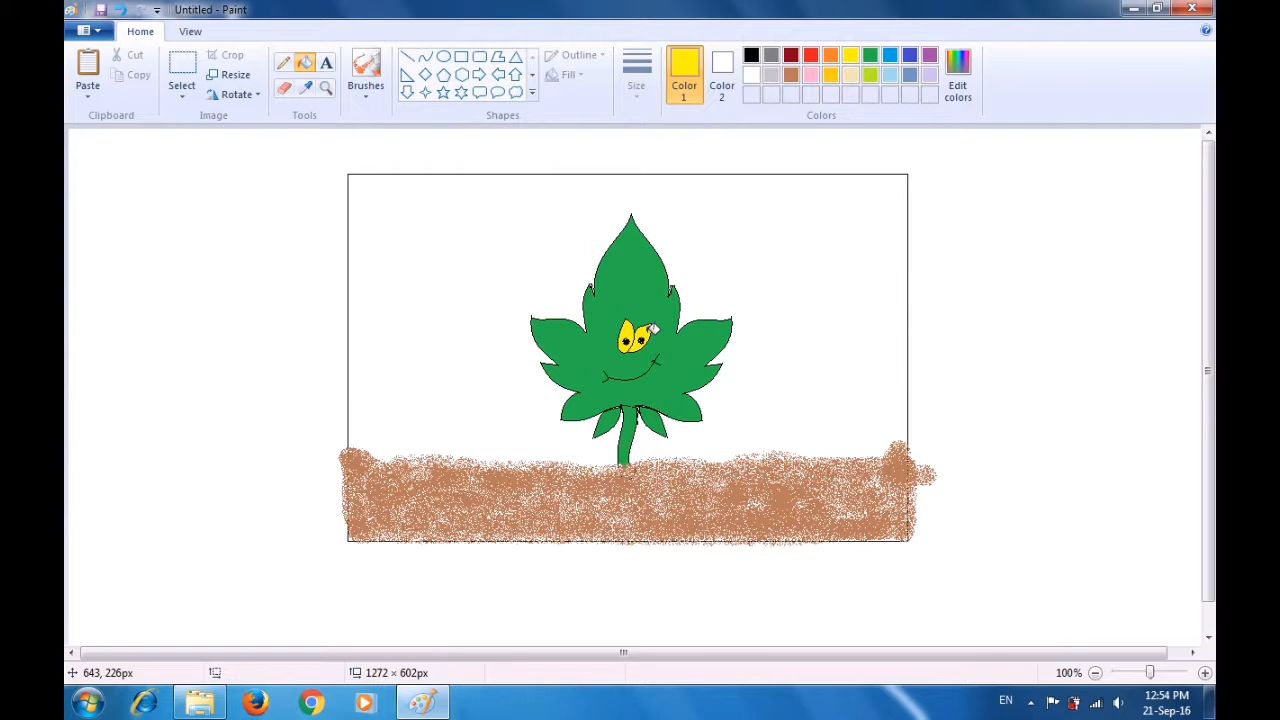 Untitled - Paint
Home View
Paste
Cut
Copy
Clipboard
Select
Crop
Resize
Rotate
Image
A
Tools
Brushes
Shapes
Outline
Fill
Size
Color 1
Color 2
Edit colors
Colors
643, 226px
1272 × 602px
100%
EN
12:54 PM
21-Sep-16